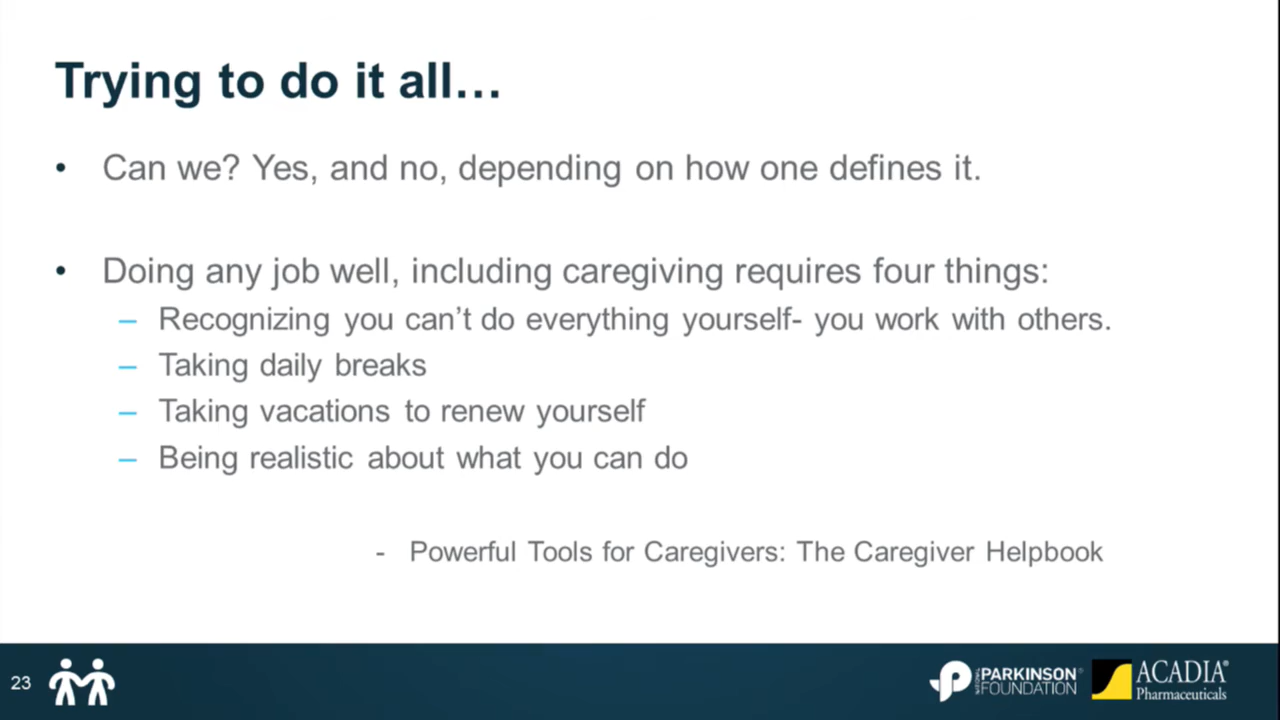 Trying to do it all…
• Can we? Yes, and no, depending on how one defines it.
• Doing any job well, including caregiving requires four things:
– Recognizing you can't do everything yourself- you work with others.
– Taking daily breaks
– Taking vacations to renew yourself
– Being realistic about what you can do
- Powerful Tools for Caregivers: The Caregiver Helpbook
23
NATIONAL PARKINSON®
FOUNDATION
ACADIA®
Pharmaceuticals